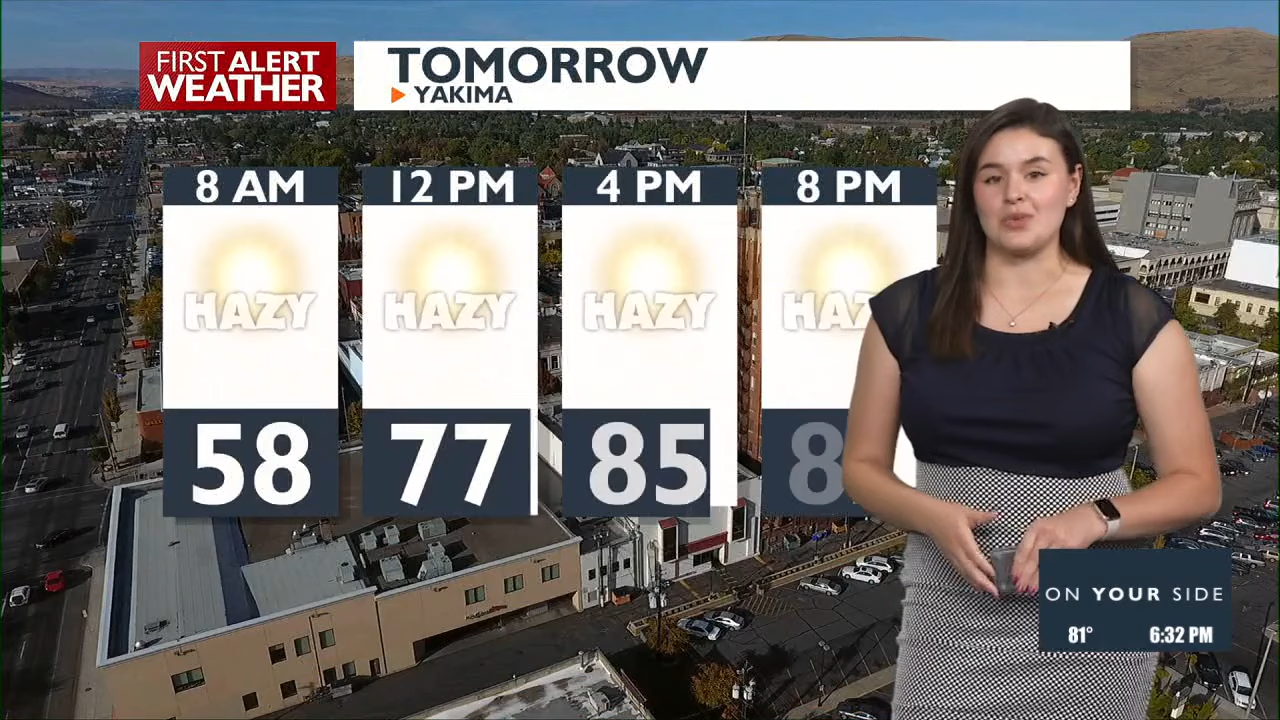 FIRST ALERT
WEATHER
TOMORROW
YAKIMA
8 AM
12 PM
4 PM
8 PM
HAZY
HAZY
HAZY
58
77
85
ON YOUR SIDE
81° 6:32 PM